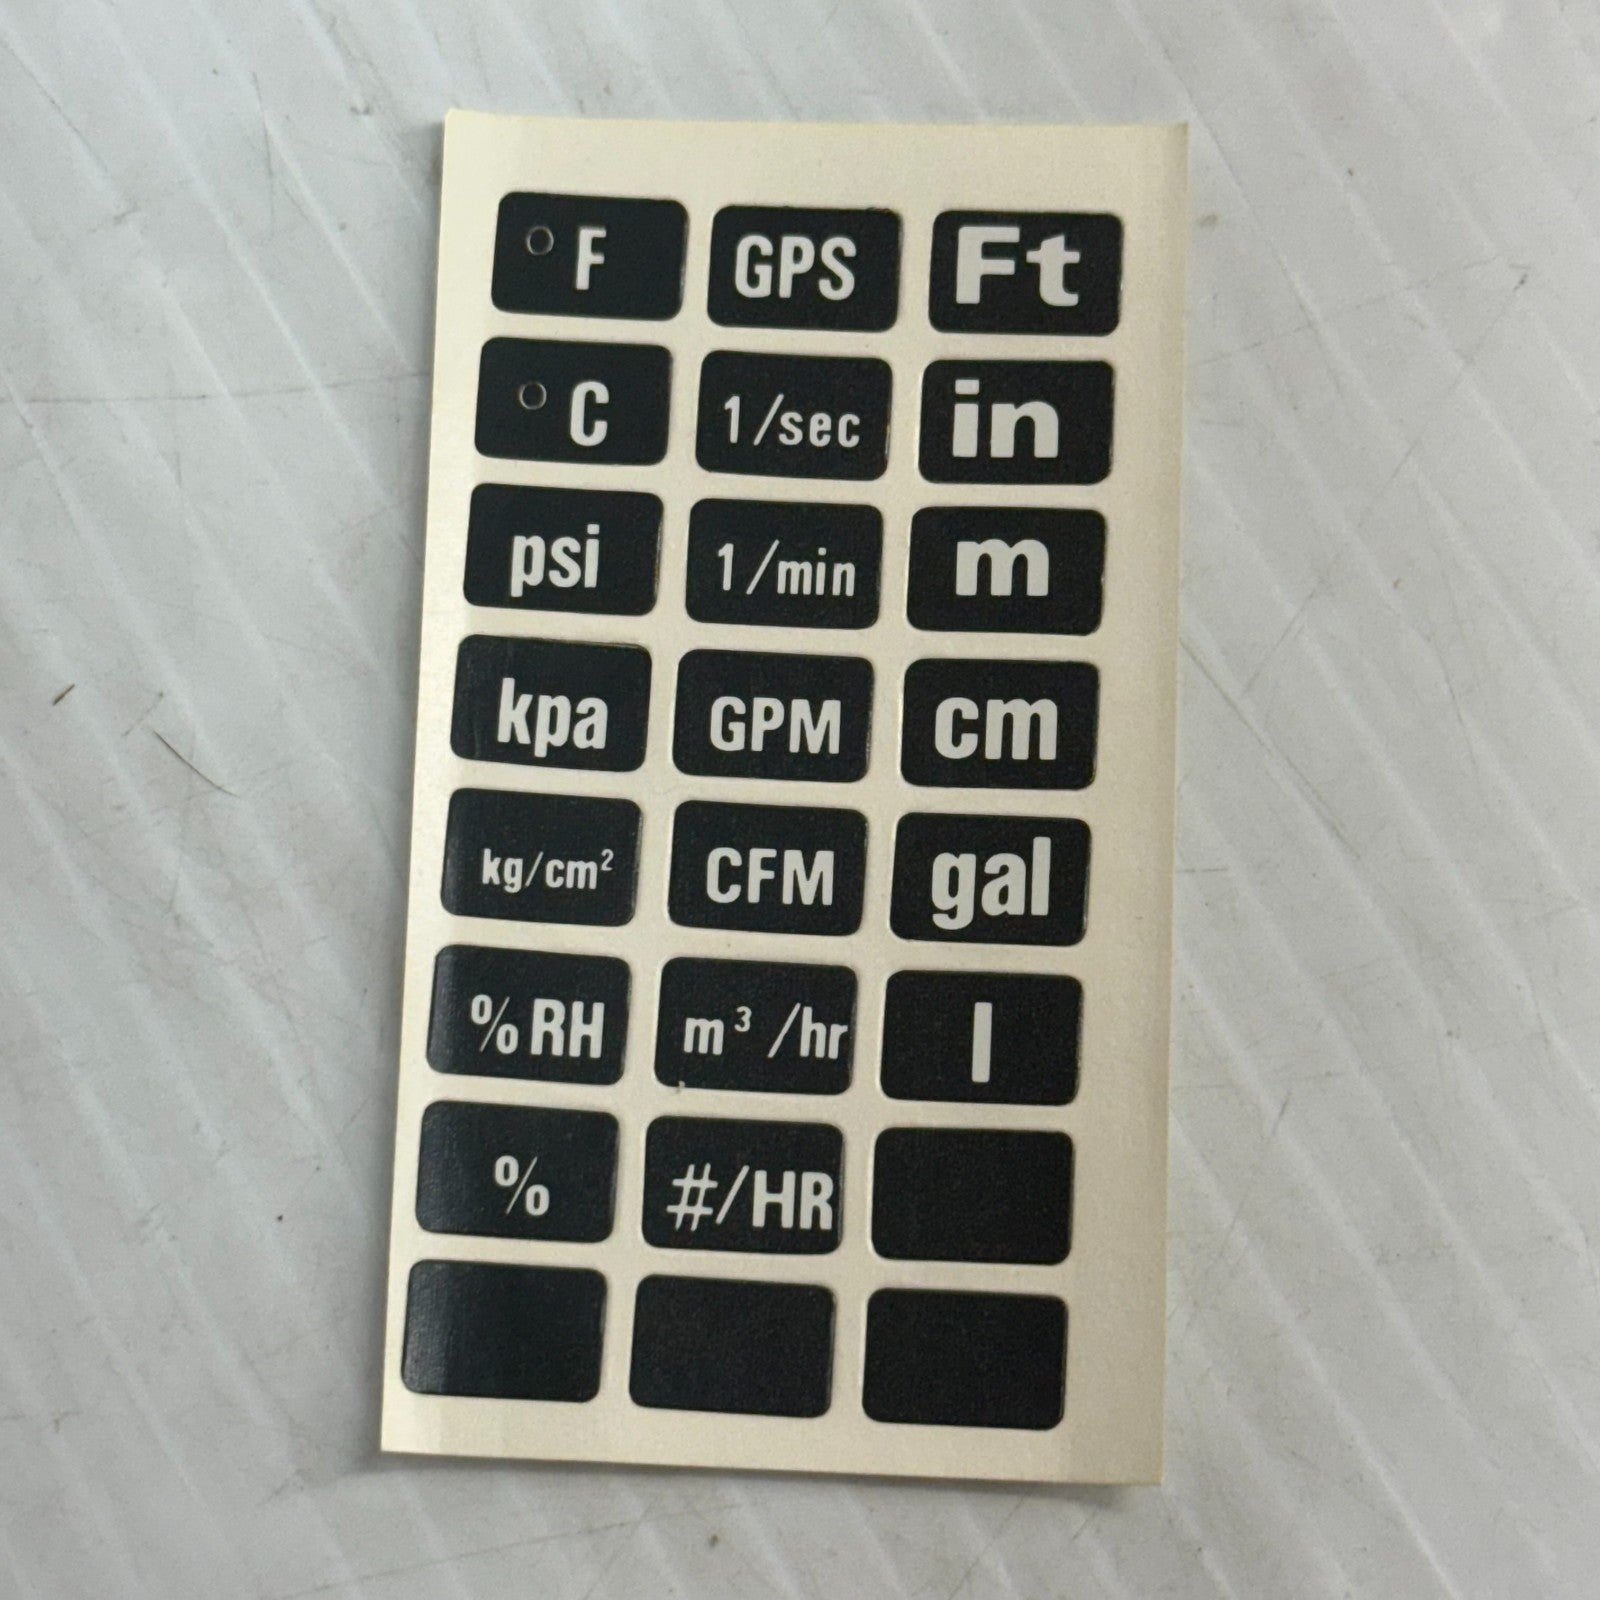 ° F GPS Ft
° C 1/sec in
psi 1/min m
kpa GPM cm
kg/cm² CFM gal
% RH m³ /hr l
% #/HR